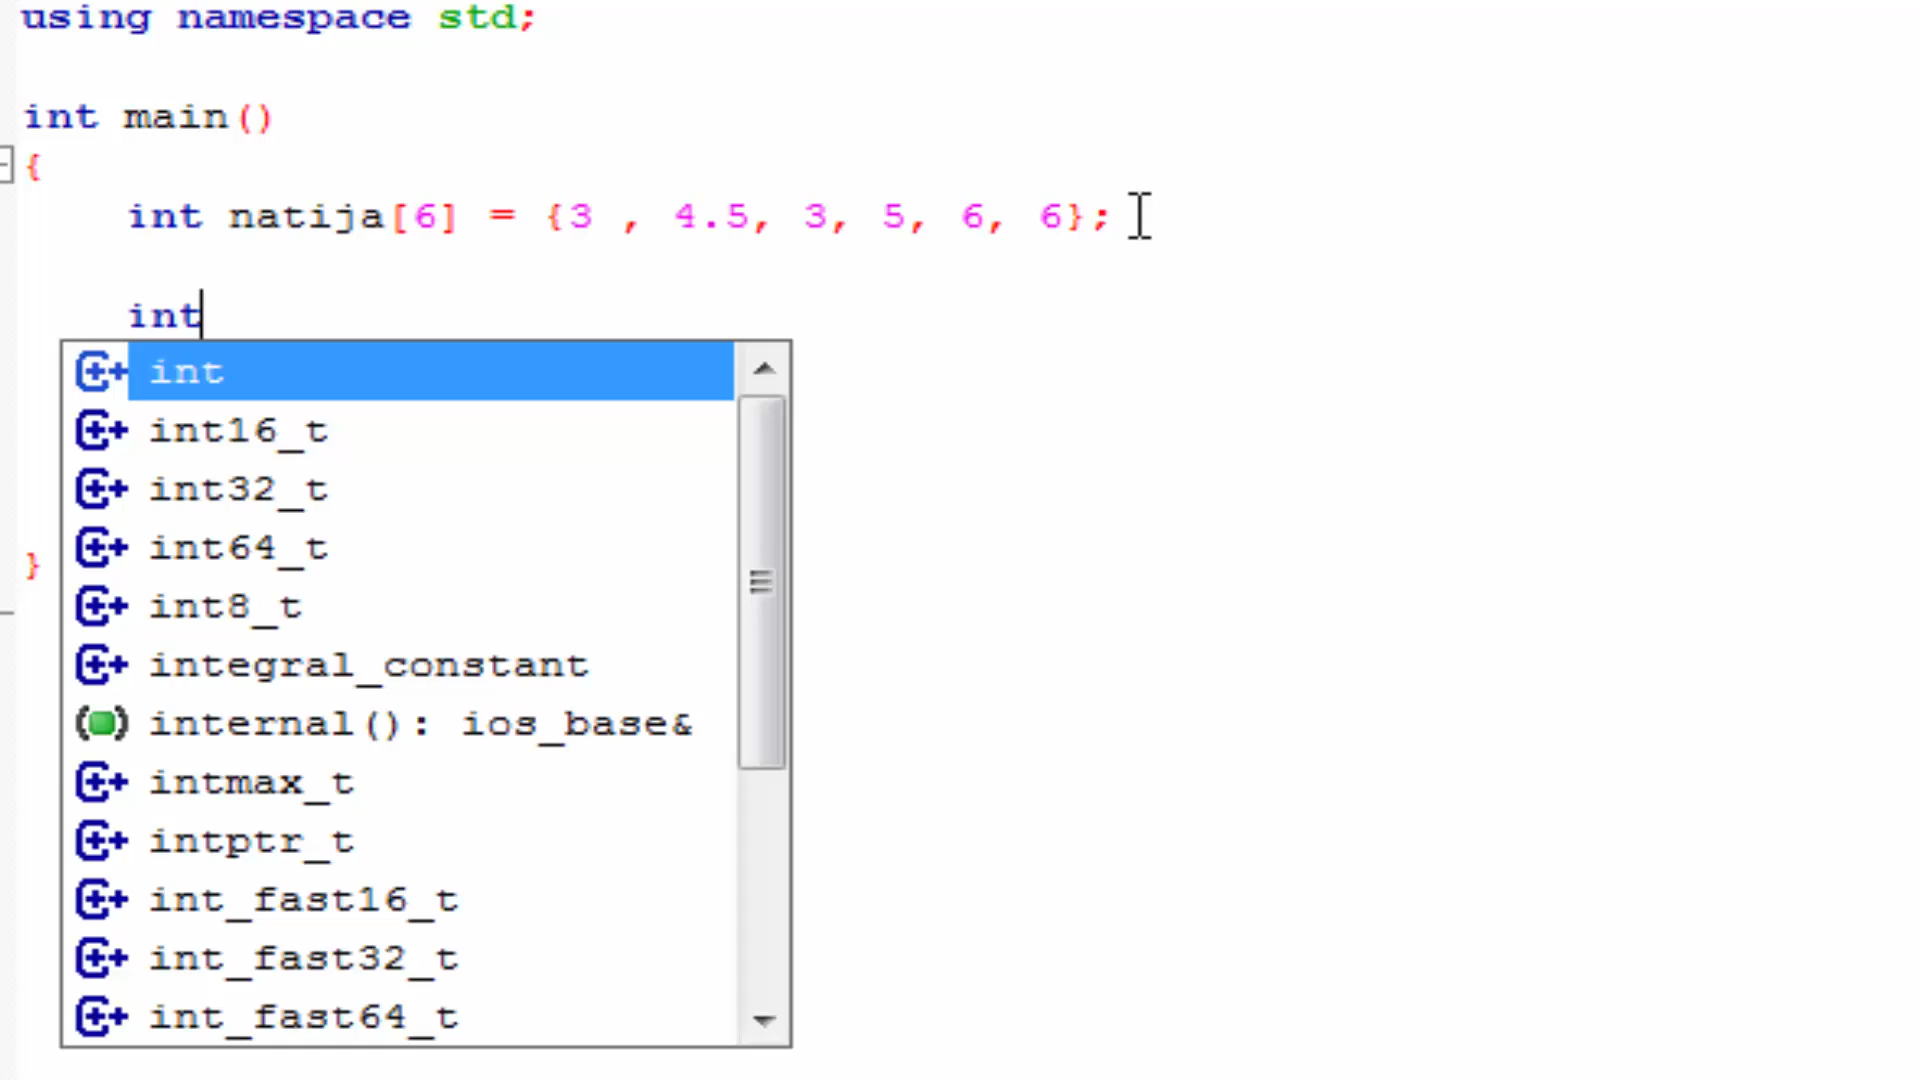 using namespace std;
int main()
{
int natija[6] = {3 , 4.5, 3, 5, 6, 6};
int
int
int16_t
int32_t
int64_t
}
int8_t
integral_constant
internal(): ios_base&
intmax_t
intptr_t
int_fast16_t
int_fast32_t
int_fast64_t